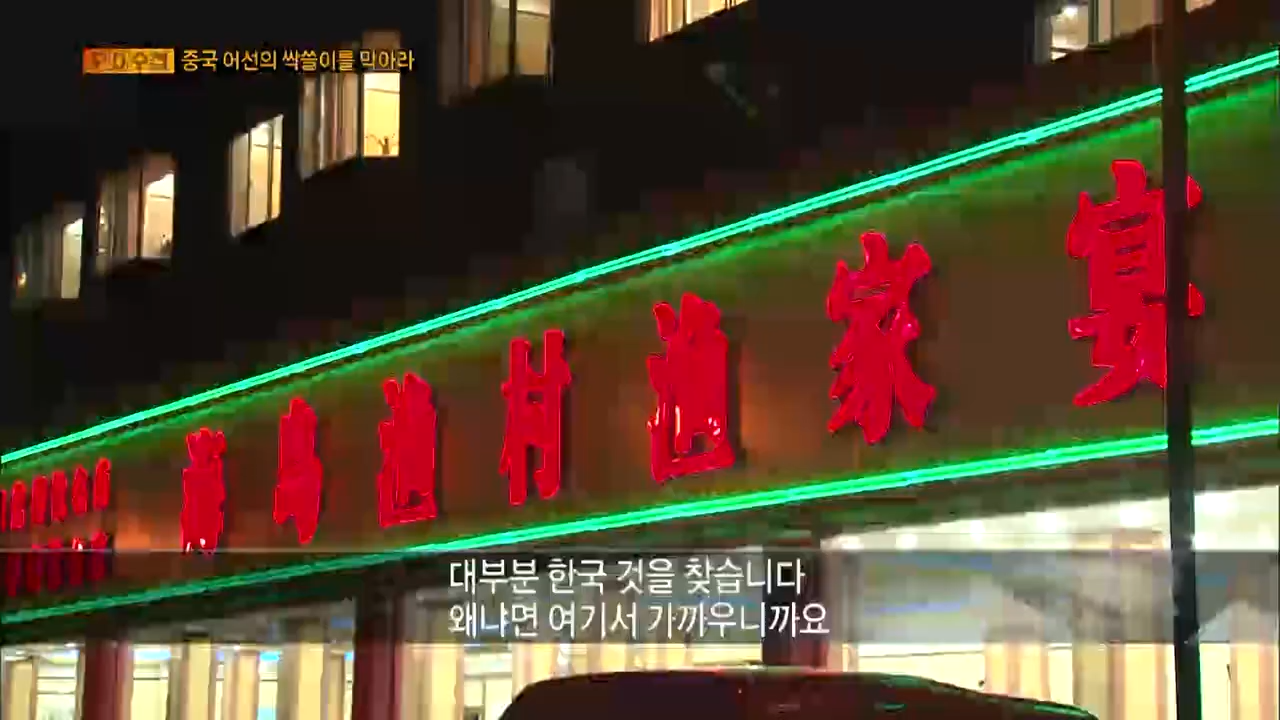 중국 어선의 싹쓸이를 막아라
島渔村渔家宴
대부분 한국 것을 찾습니다
왜냐면 여기서 가까우니까요